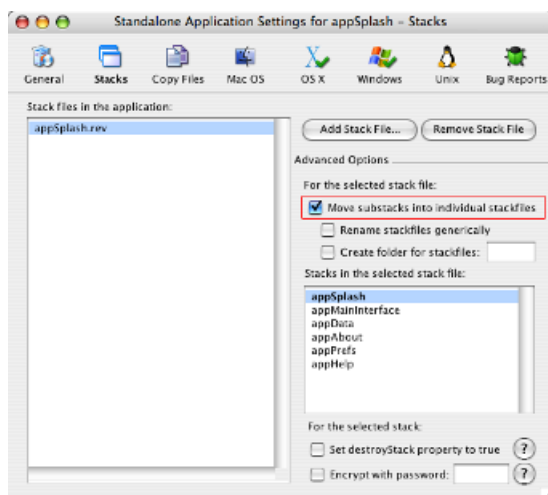 Standalone Application Settings for appSplash – Stacks
General Stacks Copy Files Mac OS OS X Windows Unix Bug Reports
Stack files in the application:
appSplash.rev
Add Stack File... Remove Stack File
Advanced Options
For the selected stack file:
Move substacks into individual stackfiles
Rename stackfiles generically
Create folder for stackfiles:
Stacks in the selected stack file:
appSplash
appMainInterface
appData
appAbout
appPrefs
appHelp
For the selected stack:
Set destroyStack property to true ?
Encrypt with password: ?